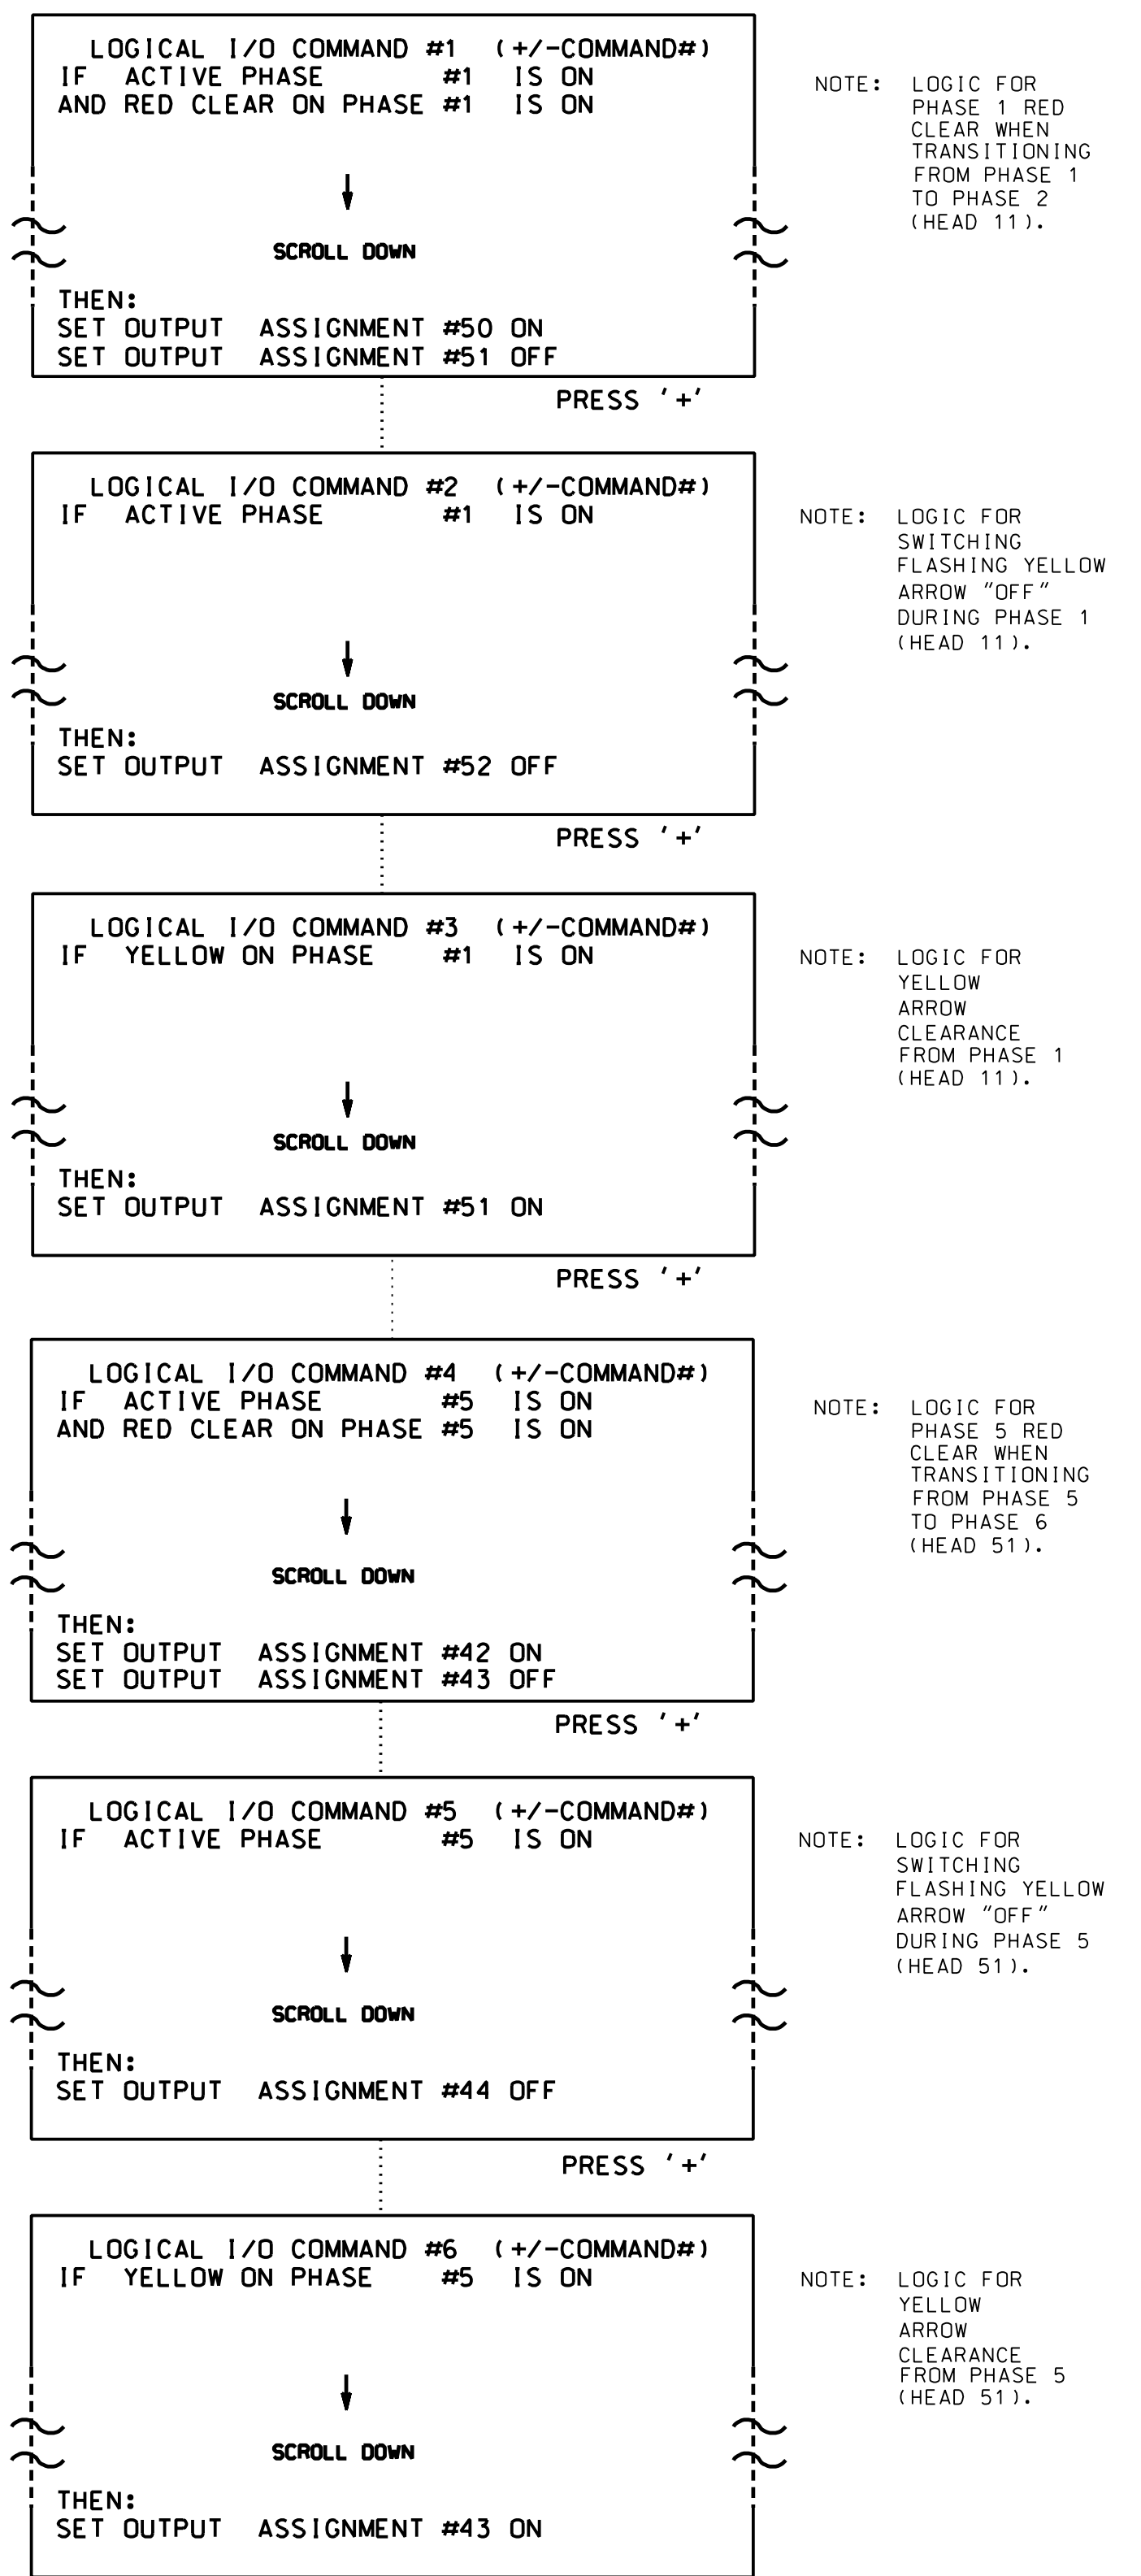 LOGICAL I/O COMMAND #1 (+/-COMMAND#)
IF ACTIVE PHASE #1 IS ON
AND RED CLEAR ON PHASE #1 IS ON
SCROLL DOWN
THEN:
SET OUTPUT ASSIGNMENT #50 ON
SET OUTPUT ASSIGNMENT #51 OFF
NOTE: LOGIC FOR
PHASE 1 RED
CLEAR WHEN
TRANSITIONING
FROM PHASE 1
TO PHASE 2
(HEAD 11).
PRESS '+'
LOGICAL I/O COMMAND #2 (+/-COMMAND#)
IF ACTIVE PHASE #1 IS ON
SCROLL DOWN
THEN:
SET OUTPUT ASSIGNMENT #52 OFF
NOTE: LOGIC FOR
SWITCHING
FLASHING YELLOW
ARROW "OFF"
DURING PHASE 1
(HEAD 11).
PRESS '+'
LOGICAL I/O COMMAND #3 (+/-COMMAND#)
IF YELLOW ON PHASE #1 IS ON
SCROLL DOWN
THEN:
SET OUTPUT ASSIGNMENT #51 ON
NOTE: LOGIC FOR
YELLOW
ARROW
CLEARANCE
FROM PHASE 1
(HEAD 11).
PRESS '+'
LOGICAL I/O COMMAND #4 (+/-COMMAND#)
IF ACTIVE PHASE #5 IS ON
AND RED CLEAR ON PHASE #5 IS ON
SCROLL DOWN
THEN:
SET OUTPUT ASSIGNMENT #42 ON
SET OUTPUT ASSIGNMENT #43 OFF
NOTE: LOGIC FOR
PHASE 5 RED
CLEAR WHEN
TRANSITIONING
FROM PHASE 5
TO PHASE 6
(HEAD 51).
PRESS '+'
LOGICAL I/O COMMAND #5 (+/-COMMAND#)
IF ACTIVE PHASE #5 IS ON
SCROLL DOWN
THEN:
SET OUTPUT ASSIGNMENT #44 OFF
NOTE: LOGIC FOR
SWITCHING
FLASHING YELLOW
ARROW "OFF"
DURING PHASE 5
(HEAD 51).
PRESS '+'
LOGICAL I/O COMMAND #6 (+/-COMMAND#)
IF YELLOW ON PHASE #5 IS ON
SCROLL DOWN
THEN:
SET OUTPUT ASSIGNMENT #43 ON
NOTE: LOGIC FOR
YELLOW
ARROW
CLEARANCE
FROM PHASE 5
(HEAD 51).